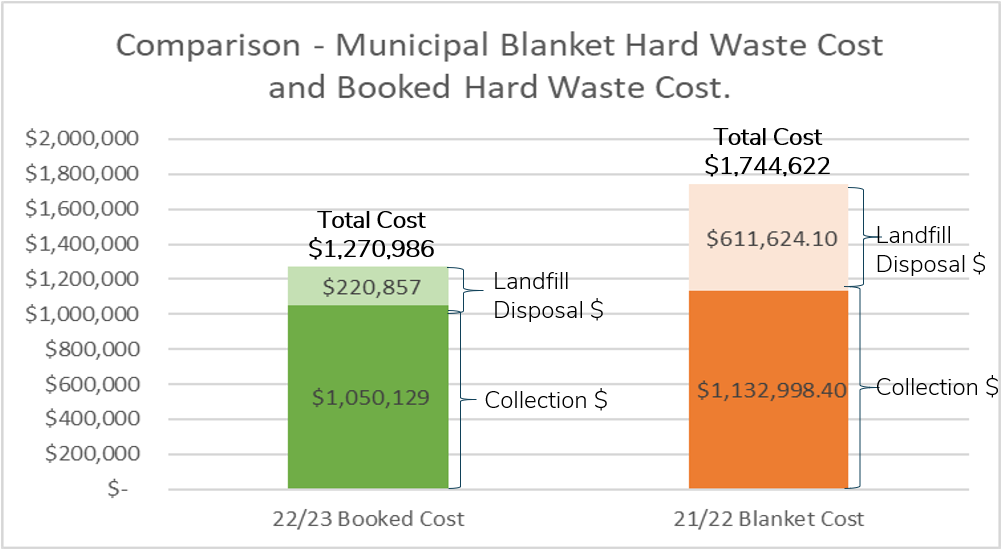 Comparison - Municipal Blanket Hard Waste Cost
and Booked Hard Waste Cost.
$2,000,000
$1,800,000
$1,600,000
$1,400,000
$1,200,000
$1,000,000
$800,000
$600,000
$400,000
$200,000
$-
Total Cost
$1,270,986
$220,857
Landfill
Disposal $
$1,050,129
Collection $
Total Cost
$1,744,622
$611,624.10
Landfill
Disposal $
$1,132,998.40
Collection $
22/23 Booked Cost
21/22 Blanket Cost